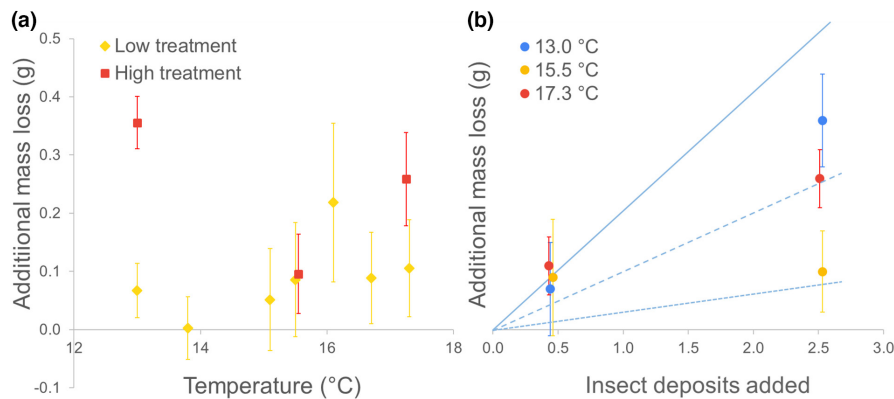 (a)
Low treatment
High treatment
Additiional mass loss (g)
0.5
0.4
0.3
0.2
0.1
0.0
-0.1
12
14
16
18
Temperature (°C)
(b)
13.0 °C
15.5 °C
17.3 °C
Additional mass loss (g)
0.0
0.5
1.0
1.5
2.0
2.5
3.0
Insect deposits added